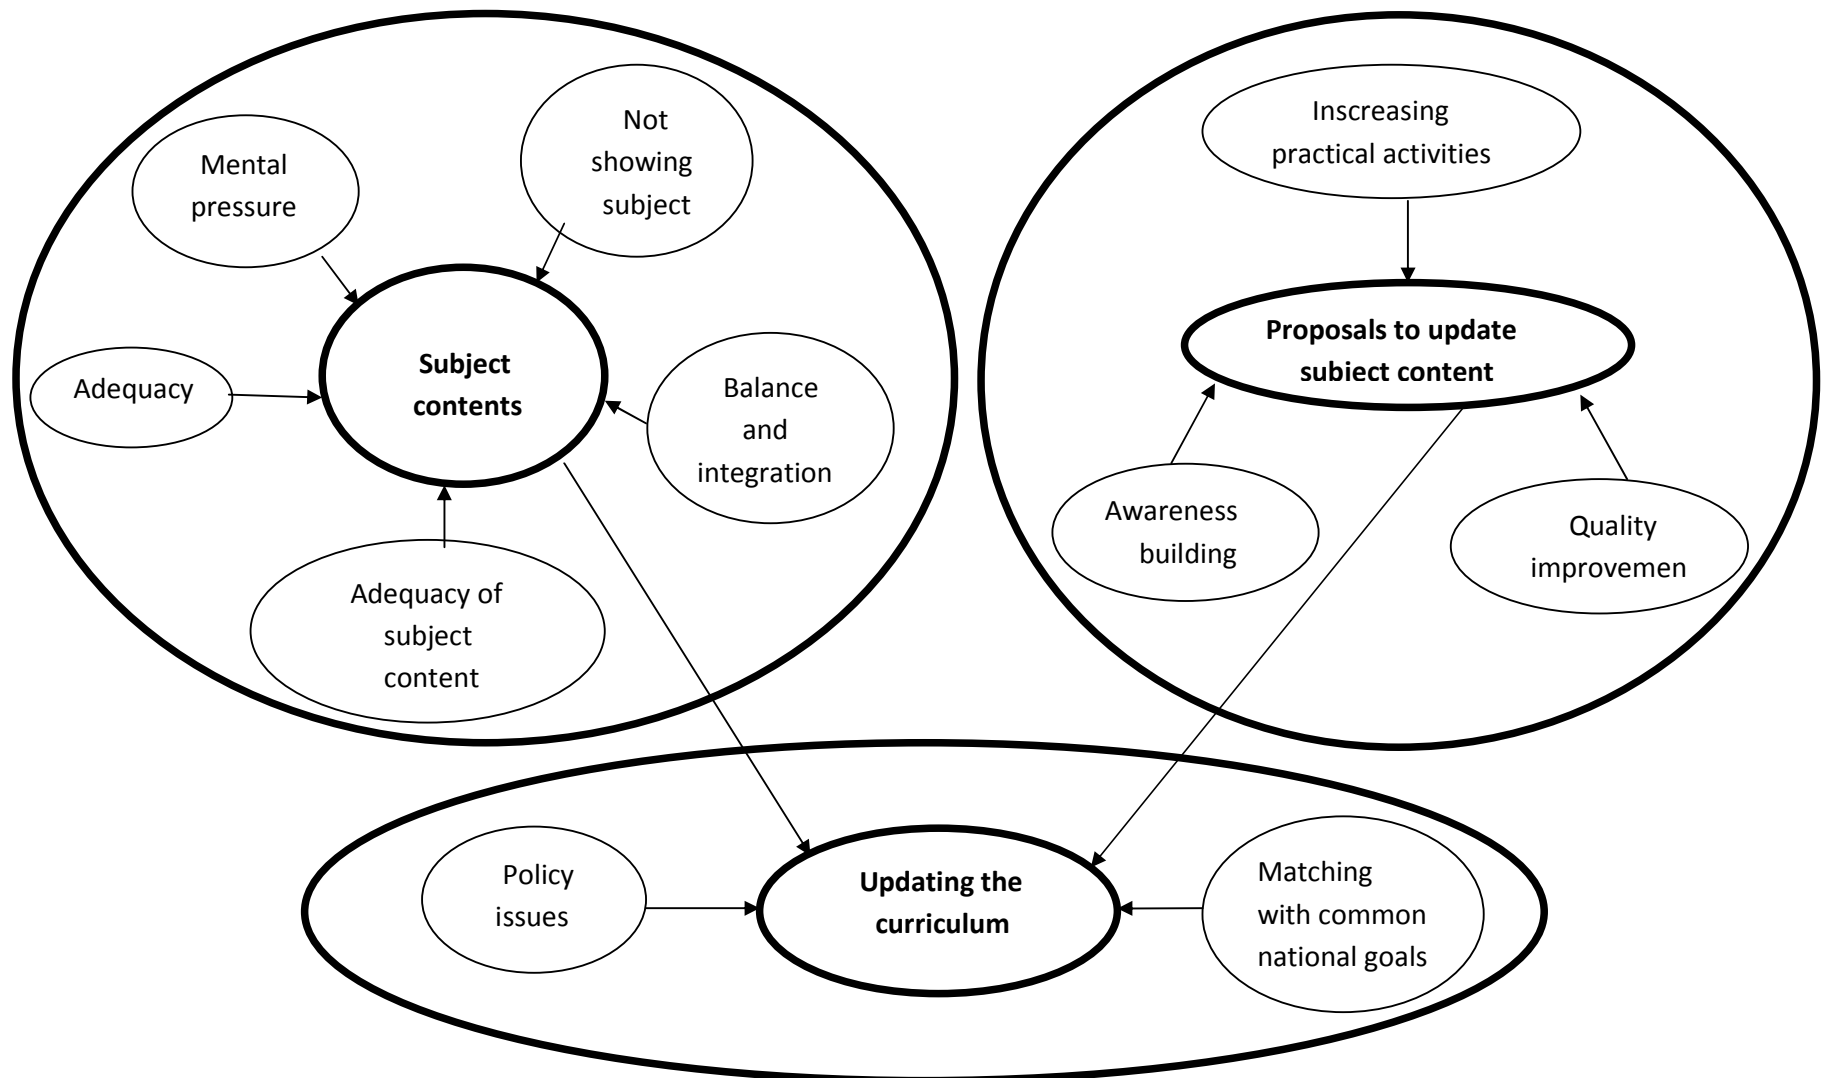 Mental
pressure
Not
showing
subject
Adequacy
Subject
contents
Balance
and
integration
Adequacy of
subject
content
Inscreasing
practical activities
Proposals to update
subiect content
Awareness
building
Quality
improvemen
Policy
issues
Updating the
curriculum
Matching
with common
national goals